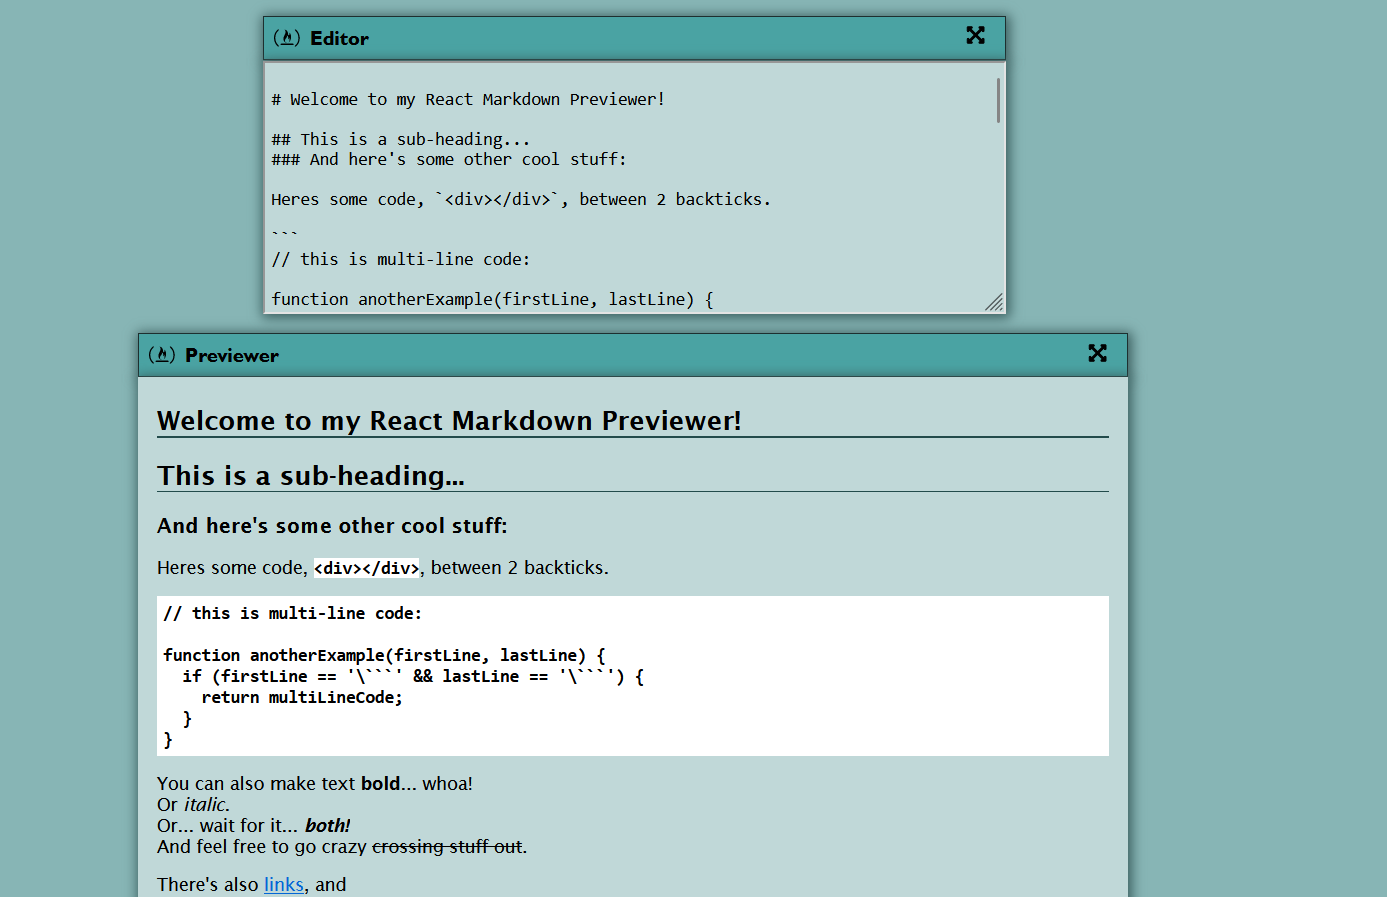 Editor
# Welcome to my React Markdown Previewer!
## This is a sub-heading...
### And here's some other cool stuff:
Heres some code, `<div></div>`, between 2 backticks.
```
// this is multi-line code:
function anotherExample(firstLine, lastLine) {
Previewer
Welcome to my React Markdown Previewer!
This is a sub-heading...
And here's some other cool stuff:
Heres some code, <div></div>, between 2 backticks.
// this is multi-line code:
function anotherExample(firstLine, lastLine) {
  if (firstLine == '\```' && lastLine == '\```') {
    return multiLineCode;
  }
}
You can also make text bold... whoa!
Or italic.
Or... wait for it... both!
And feel free to go crazy crossing stuff out.
There's also links, and